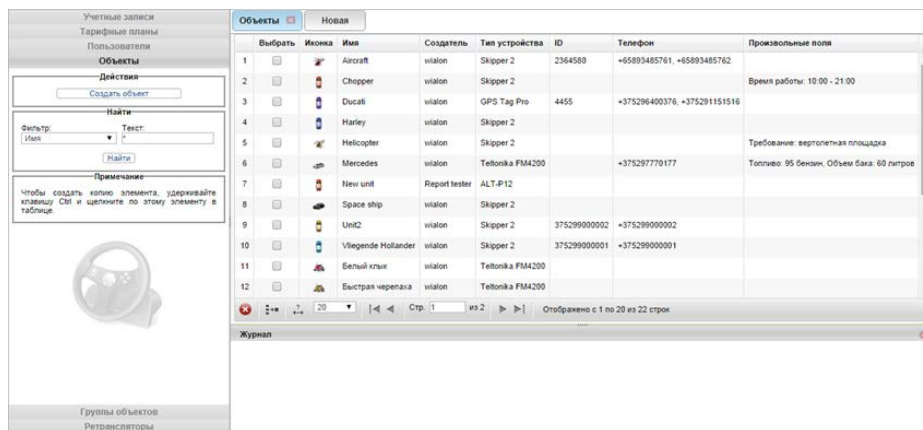 Учетные записи
Тарифные планы
Пользователи
Объекты
Действия
Создать объект
Найти
Фильтр: Текст:
Имя *
Найти
Примечание
Чтобы создать копию элемента, удерживайте
клавишу Ctrl и щелкните по этому элементу в
таблице.
Группы объектов
Ретрансляторы
Объекты Новая
Выбрать Иконка Имя Создатель Тип устройства ID Телефон Произвольные поля
1 Aircraft wialon Skipper 2 2364580 +65893485761, +65893485762
2 Chopper wialon Skipper 2 Время работы: 10:00 - 21:00
3 Ducati wialon GPS Tag Pro 4455 +375296400376, +375291151516
4 Harley wialon Skipper 2
5 Helicopter wialon Skipper 2 Требование: вертолетная площадка
6 Mercedes wialon Teltonika FM4200 +375297770177 Топливо: 95 бензин, Объем бака: 60 литров
7 New unit Report tester ALT-P12
8 Space ship wialon Skipper 2
9 Unit2 wialon Skipper 2 375299000002 +375299000002
10 Vliegende Hollander wialon Skipper 2 375299000001 +375299000001
11 Белый клык wialon Teltonika FM4200
12 Быстрая черепаха wialon Teltonika FM4200
20 Стр. 1 из 2 Отображено с 1 по 20 из 22 строк
Журнал